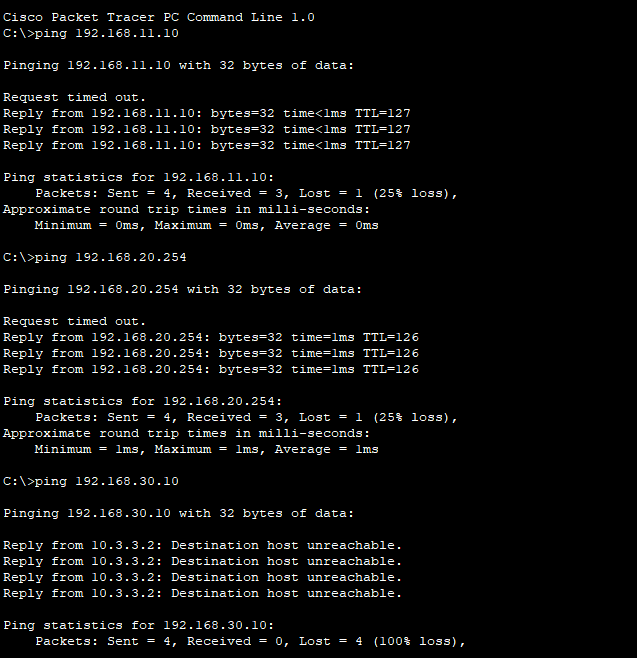 Cisco Packet Tracer PC Command Line 1.0
C:\>ping 192.168.11.10
Pinging 192.168.11.10 with 32 bytes of data:
Request timed out.
Reply from 192.168.11.10: bytes=32 time<1ms TTL=127
Reply from 192.168.11.10: bytes=32 time<1ms TTL=127
Reply from 192.168.11.10: bytes=32 time<1ms TTL=127
Ping statistics for 192.168.11.10:
    Packets: Sent = 4, Received = 3, Lost = 1 (25% loss),
Approximate round trip times in milli-seconds:
    Minimum = 0ms, Maximum = 0ms, Average = 0ms
C:\>ping 192.168.20.254
Pinging 192.168.20.254 with 32 bytes of data:
Request timed out.
Reply from 192.168.20.254: bytes=32 time=1ms TTL=126
Reply from 192.168.20.254: bytes=32 time=1ms TTL=126
Reply from 192.168.20.254: bytes=32 time=1ms TTL=126
Ping statistics for 192.168.20.254:
    Packets: Sent = 4, Received = 3, Lost = 1 (25% loss),
Approximate round trip times in milli-seconds:
    Minimum = 1ms, Maximum = 1ms, Average = 1ms
C:\>ping 192.168.30.10
Pinging 192.168.30.10 with 32 bytes of data:
Reply from 10.3.3.2: Destination host unreachable.
Reply from 10.3.3.2: Destination host unreachable.
Reply from 10.3.3.2: Destination host unreachable.
Reply from 10.3.3.2: Destination host unreachable.
Ping statistics for 192.168.30.10:
    Packets: Sent = 4, Received = 0, Lost = 4 (100% loss),